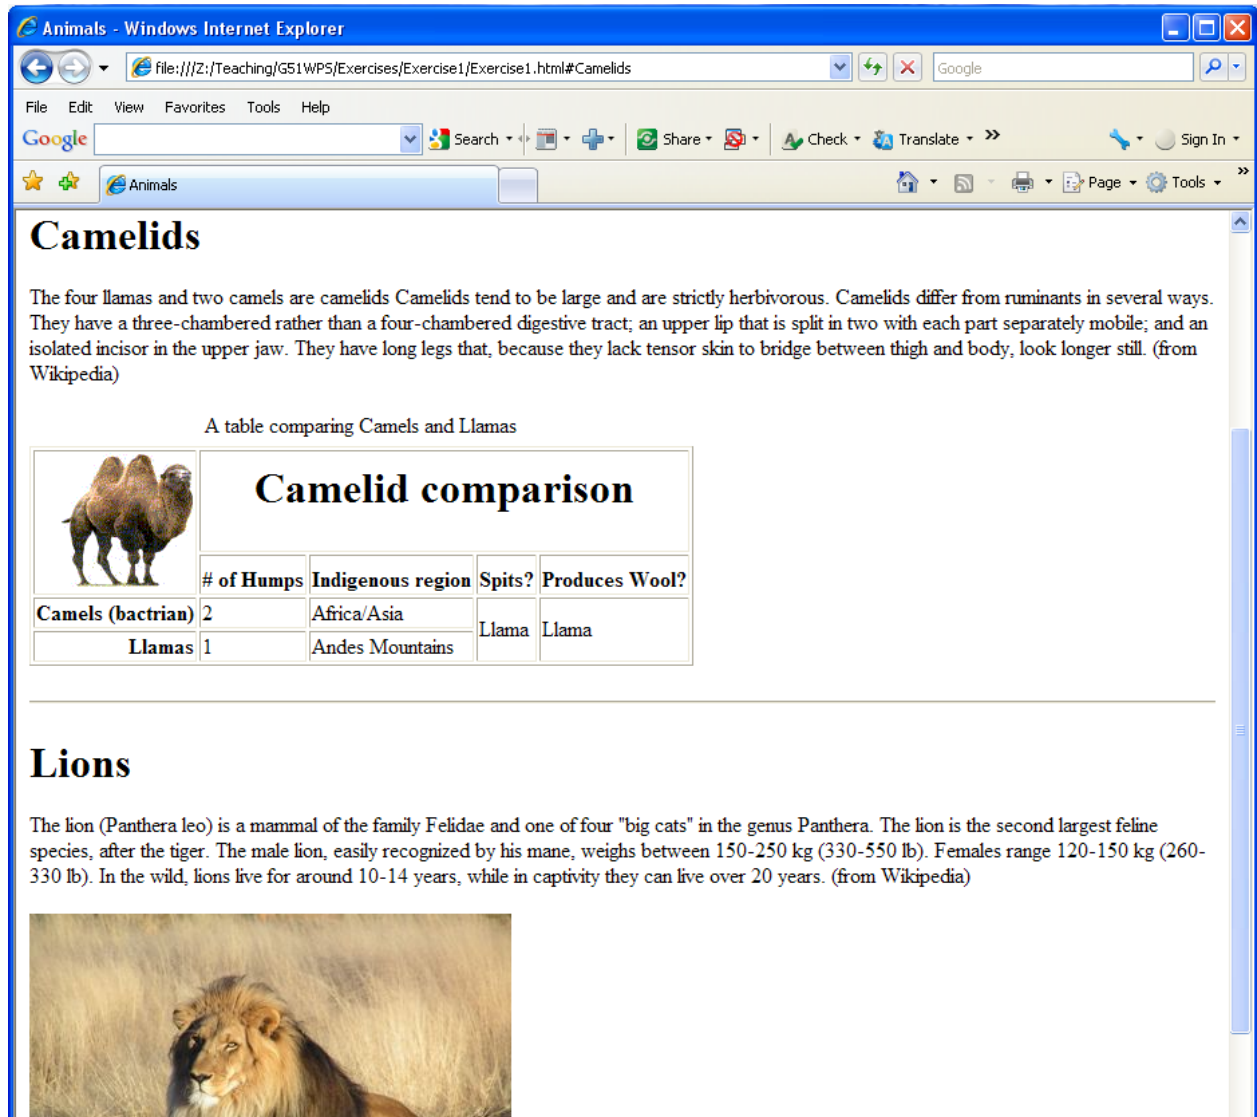 Animals - Windows Internet Explorer
file:///Z:/Teaching/G51WPS/Exercises/Exercise1/Exercise1.html#Camelids Google
File Edit View Favorites Tools Help
Google Search Share Check Translate >> Sign In
Animals Page Tools >>
Camelids
The four llamas and two camels are camelids Camelids tend to be large and are strictly herbivorous. Camelids differ from ruminants in several ways.
They have a three-chambered rather than a four-chambered digestive tract; an upper lip that is split in two with each part separately mobile; and an
isolated incisor in the upper jaw. They have long legs that, because they lack tensor skin to bridge between thigh and body, look longer still. (from
Wikipedia)
A table comparing Camels and Llamas
Camelid comparison
# of Humps Indigenous region Spits? Produces Wool?
Camels (bactrian) 2 Africa/Asia
Llama Llama
Llamas 1 Andes Mountains
Lions
The lion (Panthera leo) is a mammal of the family Felidae and one of four "big cats" in the genus Panthera. The lion is the second largest feline
species, after the tiger. The male lion, easily recognized by his mane, weighs between 150-250 kg (330-550 lb). Females range 120-150 kg (260-
330 lb). In the wild, lions live for around 10-14 years, while in captivity they can live over 20 years. (from Wikipedia)